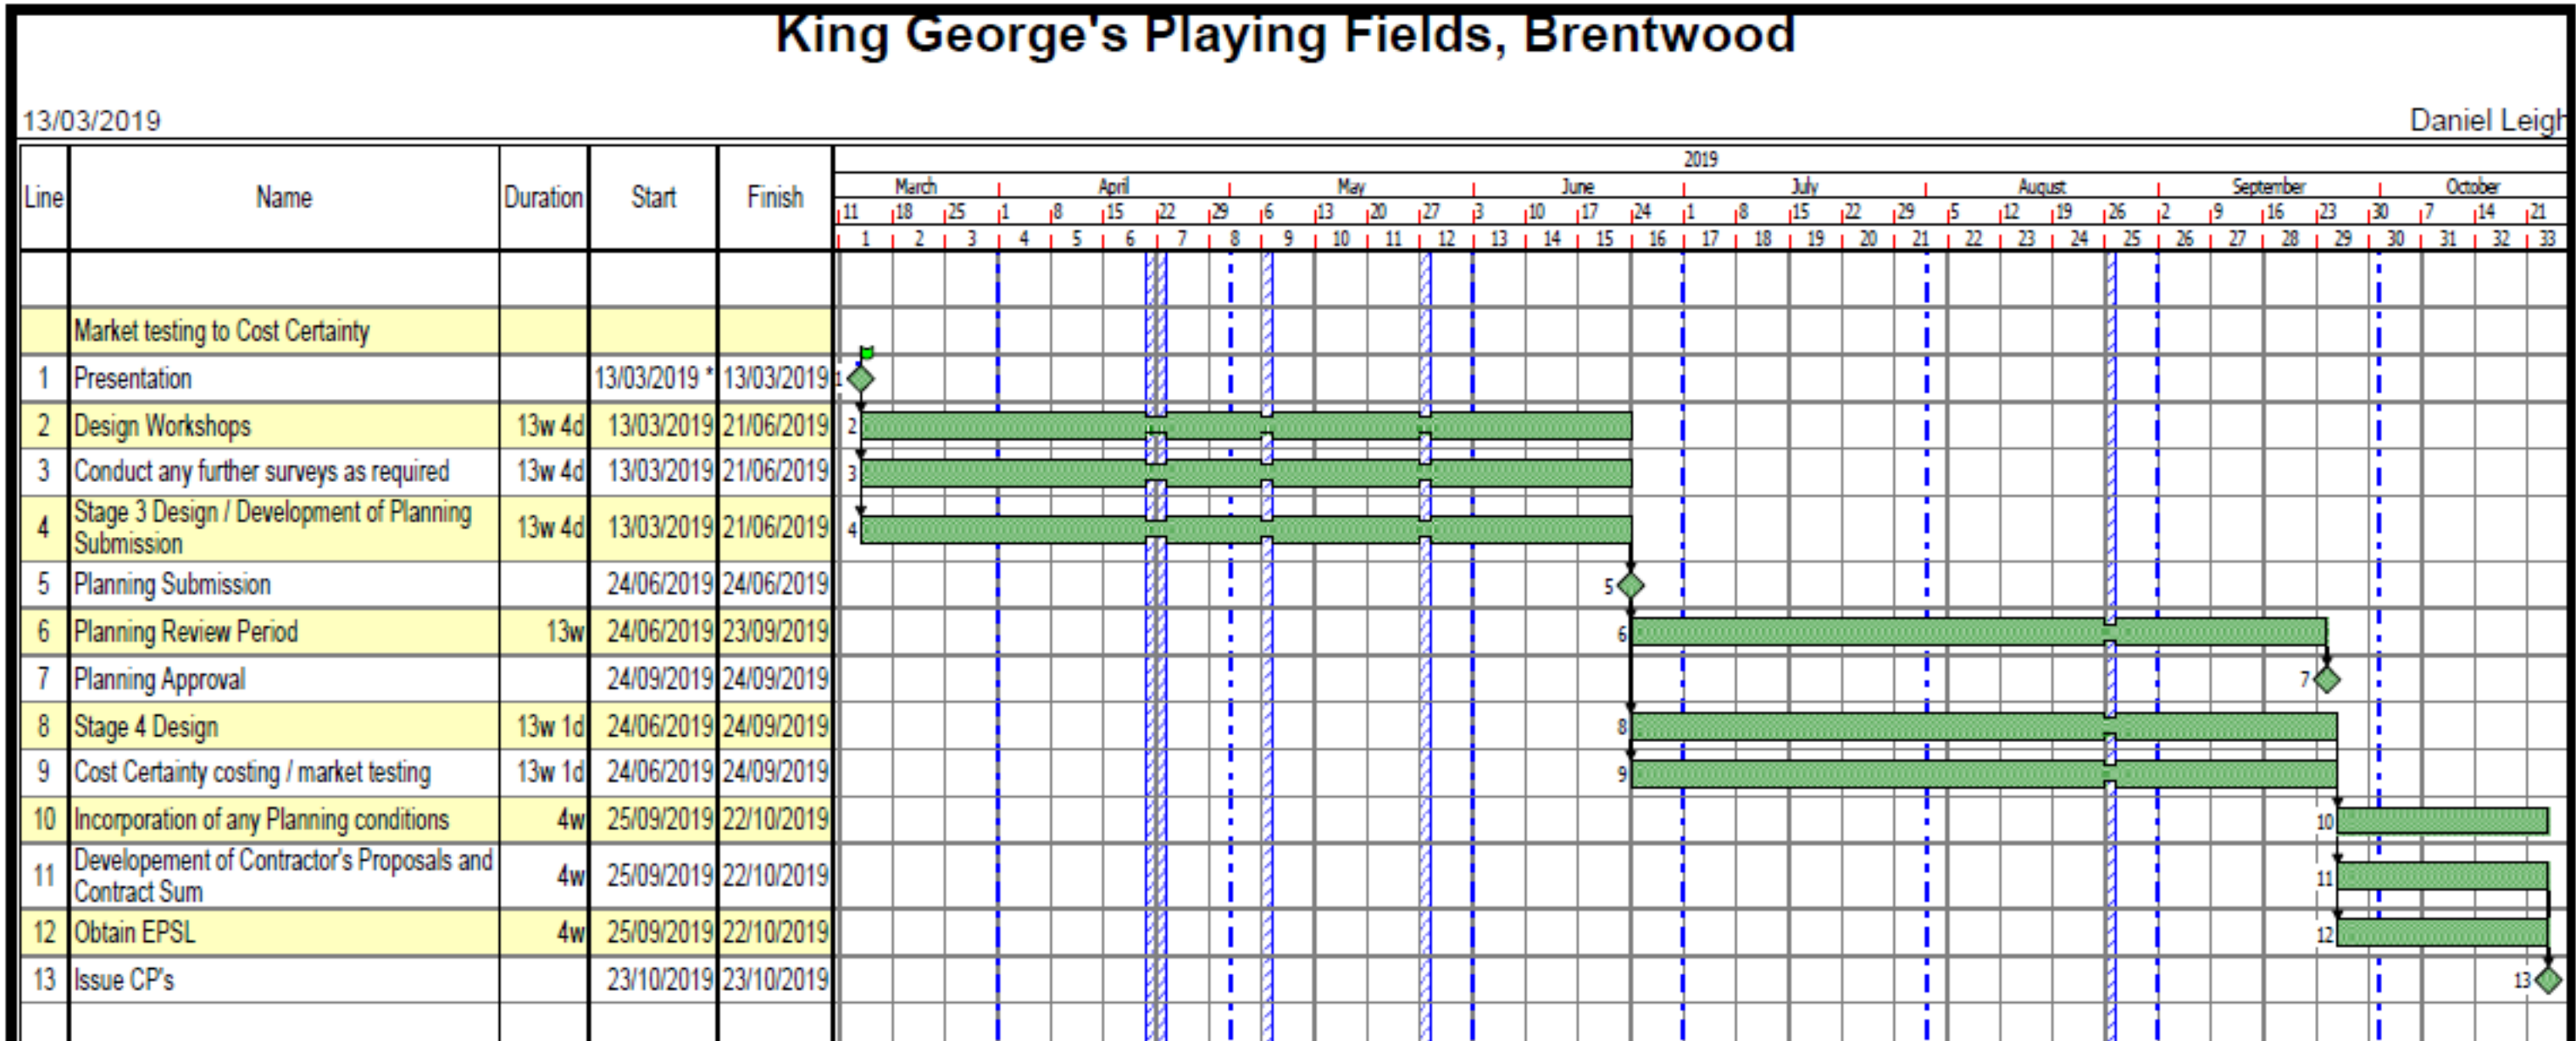 King George's Playing Fields, Brentwood
13/03/2019 Daniel Leigh
2019
Line Name Duration Start Finish March April May June July August September October
11 18 25 1 8 15 22 29 6 13 20 27 3 10 17 24 1 8 15 22 29 5 12 19 26 2 9 16 23 30 7 14 21
1 2 3 4 5 6 7 8 9 10 11 12 13 14 15 16 17 18 19 20 21 22 23 24 25 26 27 28 29 30 31 32 33
Market testing to Cost Certainty
1 Presentation 13/03/2019 * 13/03/2019 1
2 Design Workshops 13w 4d 13/03/2019 21/06/2019 2
3 Conduct any further surveys as required 13w 4d 13/03/2019 21/06/2019 3
4 Stage 3 Design / Development of Planning
Submission 13w 4d 13/03/2019 21/06/2019 4
5 Planning Submission 24/06/2019 24/06/2019 5
6 Planning Review Period 13w 24/06/2019 23/09/2019 6
7 Planning Approval 24/09/2019 24/09/2019 7
8 Stage 4 Design 13w 1d 24/06/2019 24/09/2019 8
9 Cost Certainty costing / market testing 13w 1d 24/06/2019 24/09/2019 9
10 Incorporation of any Planning conditions 4w 25/09/2019 22/10/2019 10
11 Developement of Contractor's Proposals and
Contract Sum 4w 25/09/2019 22/10/2019 11
12 Obtain EPSL 4w 25/09/2019 22/10/2019 12
13 Issue CP's 23/10/2019 23/10/2019 13